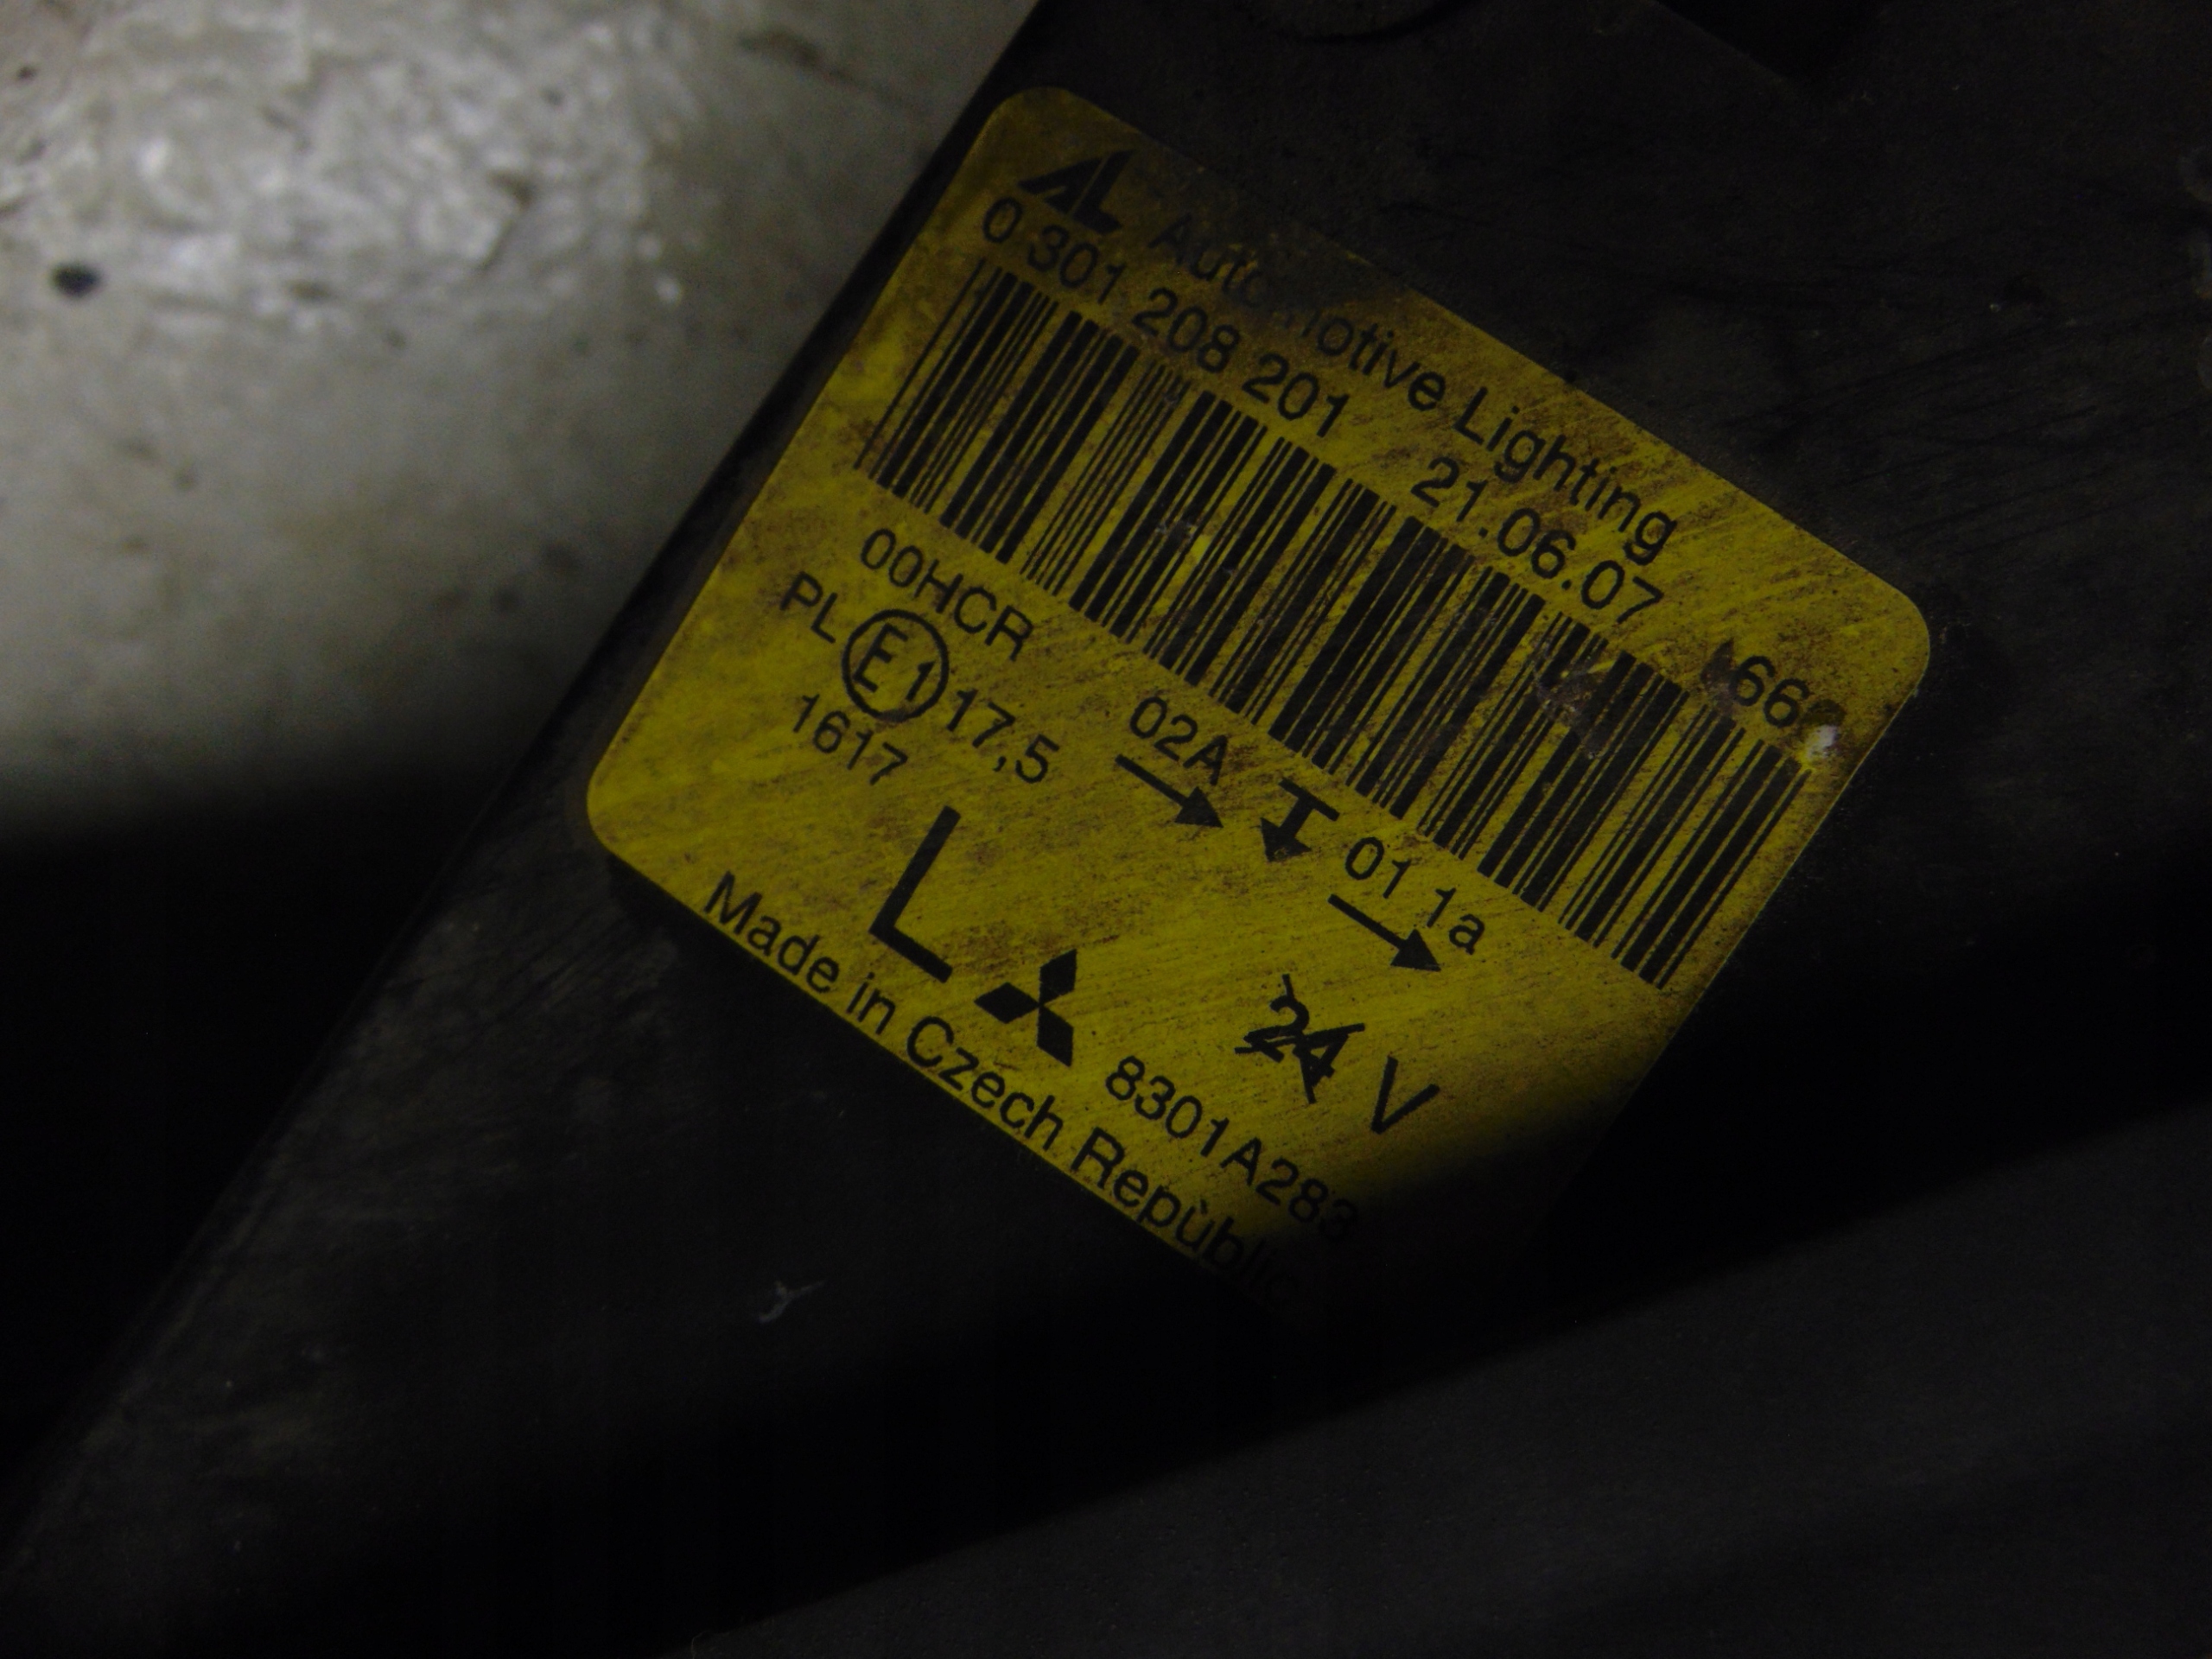 AL Automotive Lighting
0 301 208 201 21.06.07
00HCR 02A 01 1a
PL E1 17,5
1617
L 24 V
8301A283
Made in Czech Republic